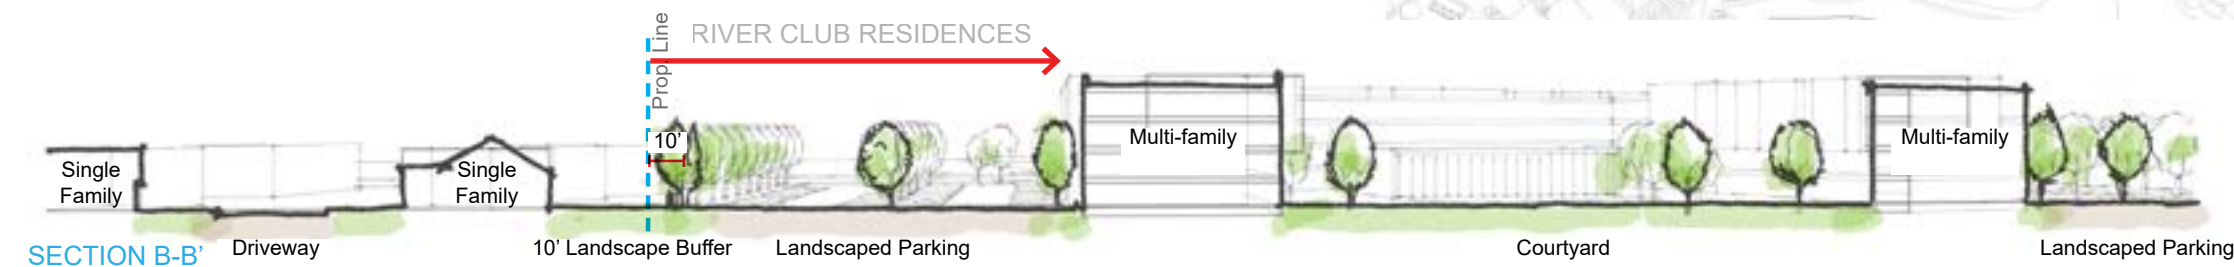 RIVER CLUB RESIDENCES
Prop. Line
10’
Single
Family
Single
Family
Multi-family
Multi-family
SECTION B-B’
Driveway
10’ Landscape Buffer
Landscaped Parking
Courtyard
Landscaped Parking